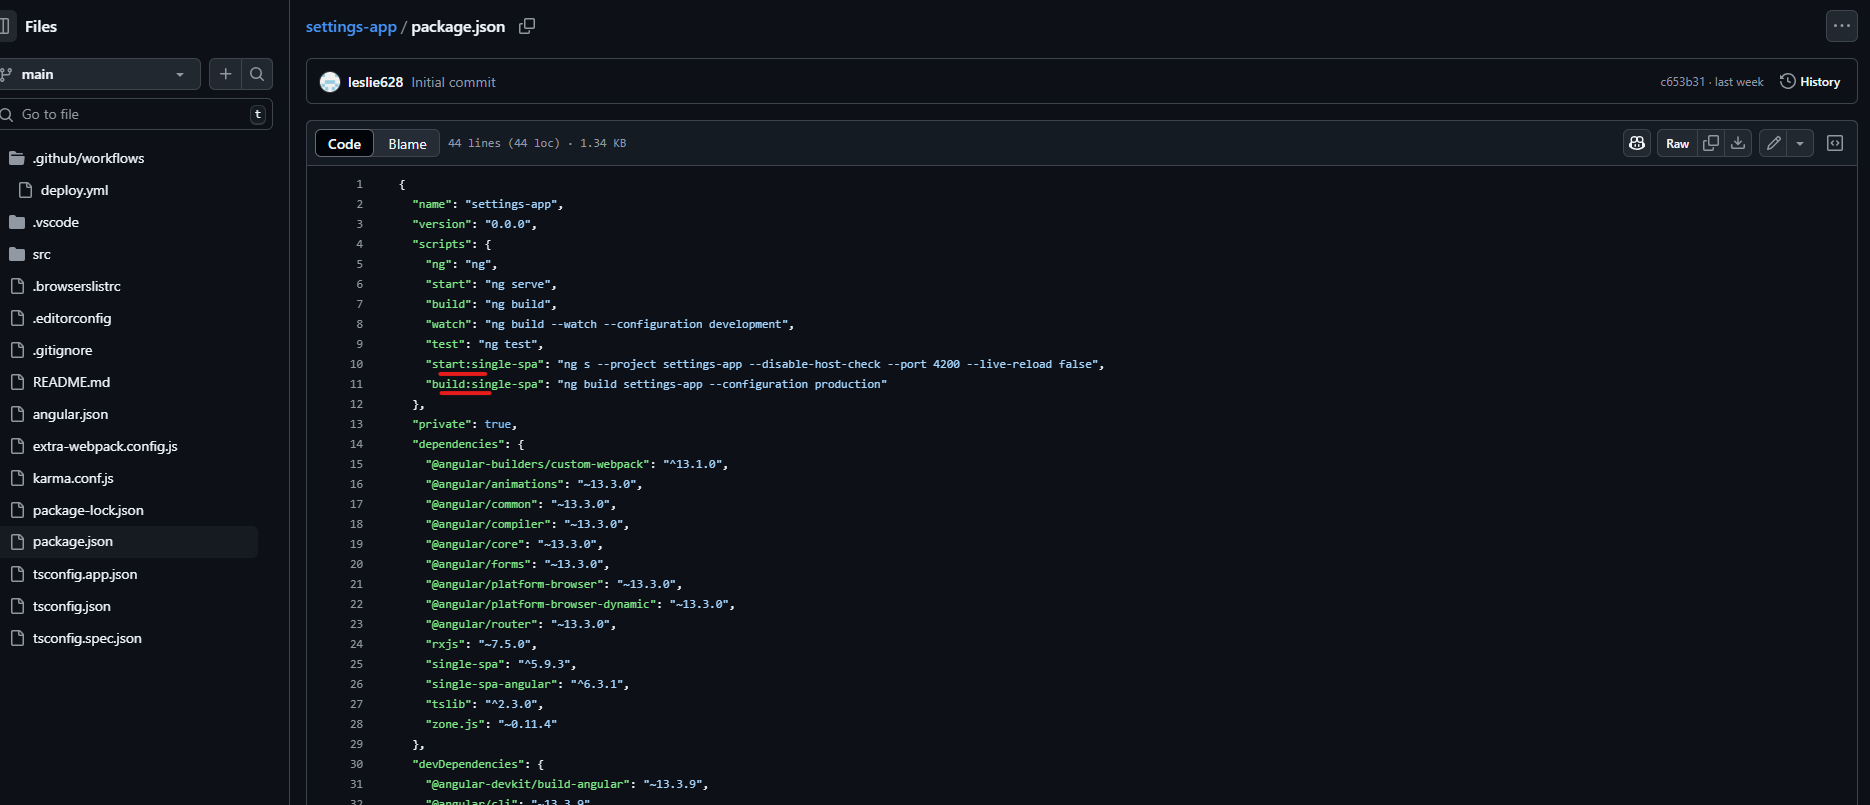 Files
main
Go to file
t
.github/workflows
deploy.yml
.vscode
src
.browserslistrc
.editorconfig
.gitignore
README.md
angular.json
extra-webpack.config.js
karma.conf.js
package-lock.json
package.json
tsconfig.app.json
tsconfig.json
tsconfig.spec.json
settings-app / package.json
leslie628 Initial commit
c653b31 · last week History
Code Blame 44 lines (44 loc) · 1.34 KB
Raw
1 {
2 "name": "settings-app",
3 "version": "0.0.0",
4 "scripts": {
5 "ng": "ng",
6 "start": "ng serve",
7 "build": "ng build",
8 "watch": "ng build --watch --configuration development",
9 "test": "ng test",
10 "start:single-spa": "ng s --project settings-app --disable-host-check --port 4200 --live-reload false",
11 "build:single-spa": "ng build settings-app --configuration production"
12 },
13 "private": true,
14 "dependencies": {
15 "@angular-builders/custom-webpack": "^13.1.0",
16 "@angular/animations": "~13.3.0",
17 "@angular/common": "~13.3.0",
18 "@angular/compiler": "~13.3.0",
19 "@angular/core": "~13.3.0",
20 "@angular/forms": "~13.3.0",
21 "@angular/platform-browser": "~13.3.0",
22 "@angular/platform-browser-dynamic": "~13.3.0",
23 "@angular/router": "~13.3.0",
24 "rxjs": "~7.5.0",
25 "single-spa": "^5.9.3",
26 "single-spa-angular": "^6.3.1",
27 "tslib": "^2.3.0",
28 "zone.js": "~0.11.4"
29 },
30 "devDependencies": {
31 "@angular-devkit/build-angular": "~13.3.9",
32 "@angular/cli": "~13.3.9"